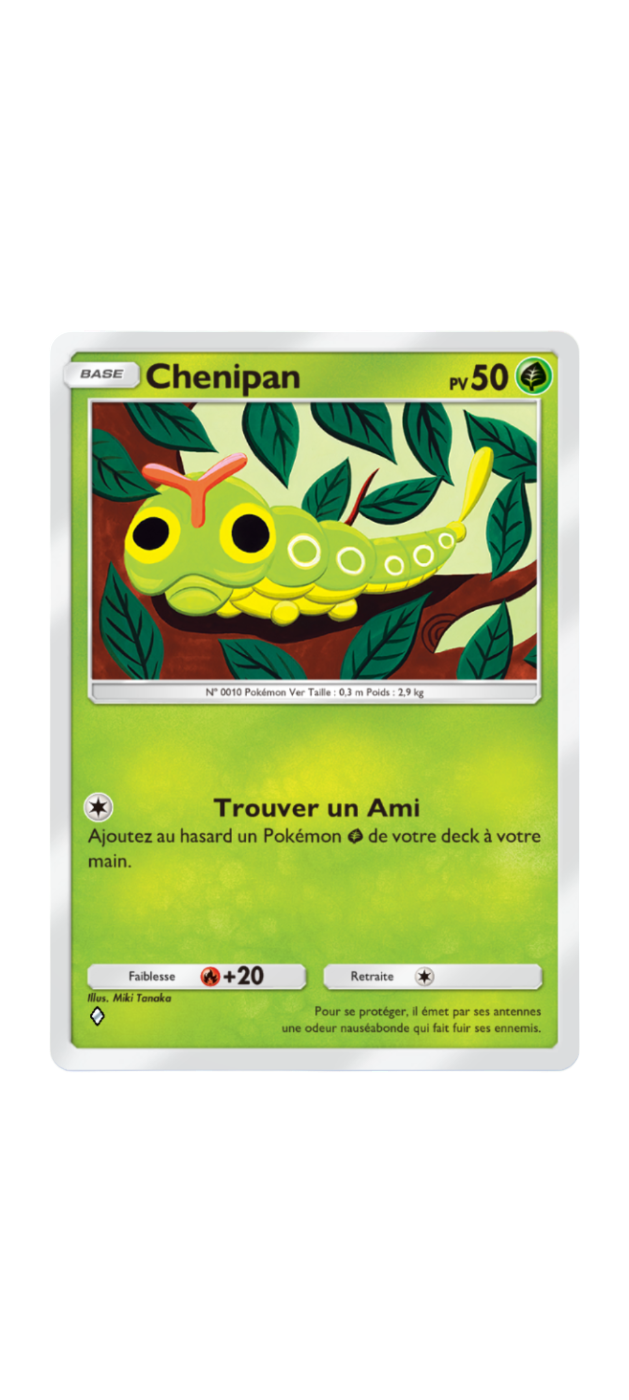 BASE Chenipan PV 50
N° 0010 Pokémon Ver Taille : 0,3 m Poids : 2,9 kg
Trouver un Ami
Ajoutez au hasard un Pokémon de votre deck à votre
main.
Faiblesse +20 Retraite
Illus. Miki Tanaka
Pour se protéger, il émet par ses antennes
une odeur nauséabonde qui fait fuir ses ennemis.